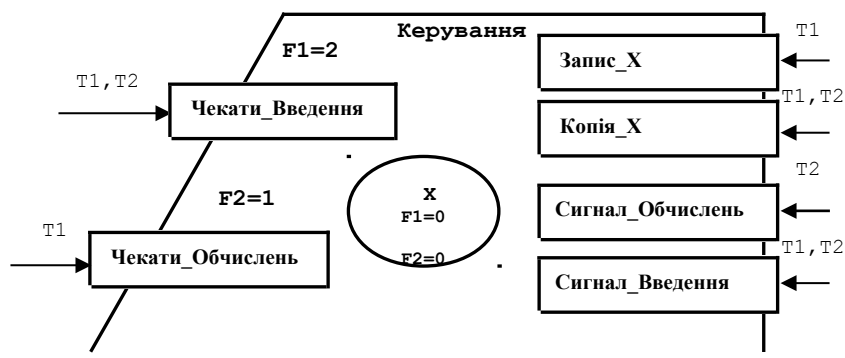 Керування
T1
F1=2
Запис_X
T1,T2
T1,T2
Чекати_Введення
Копія_X
T2
F2=1
X
F1=0
Сигнал_Обчислень
T1
F2=0
T1,T2
Чекати_Обчислень
Сигнал_Введення